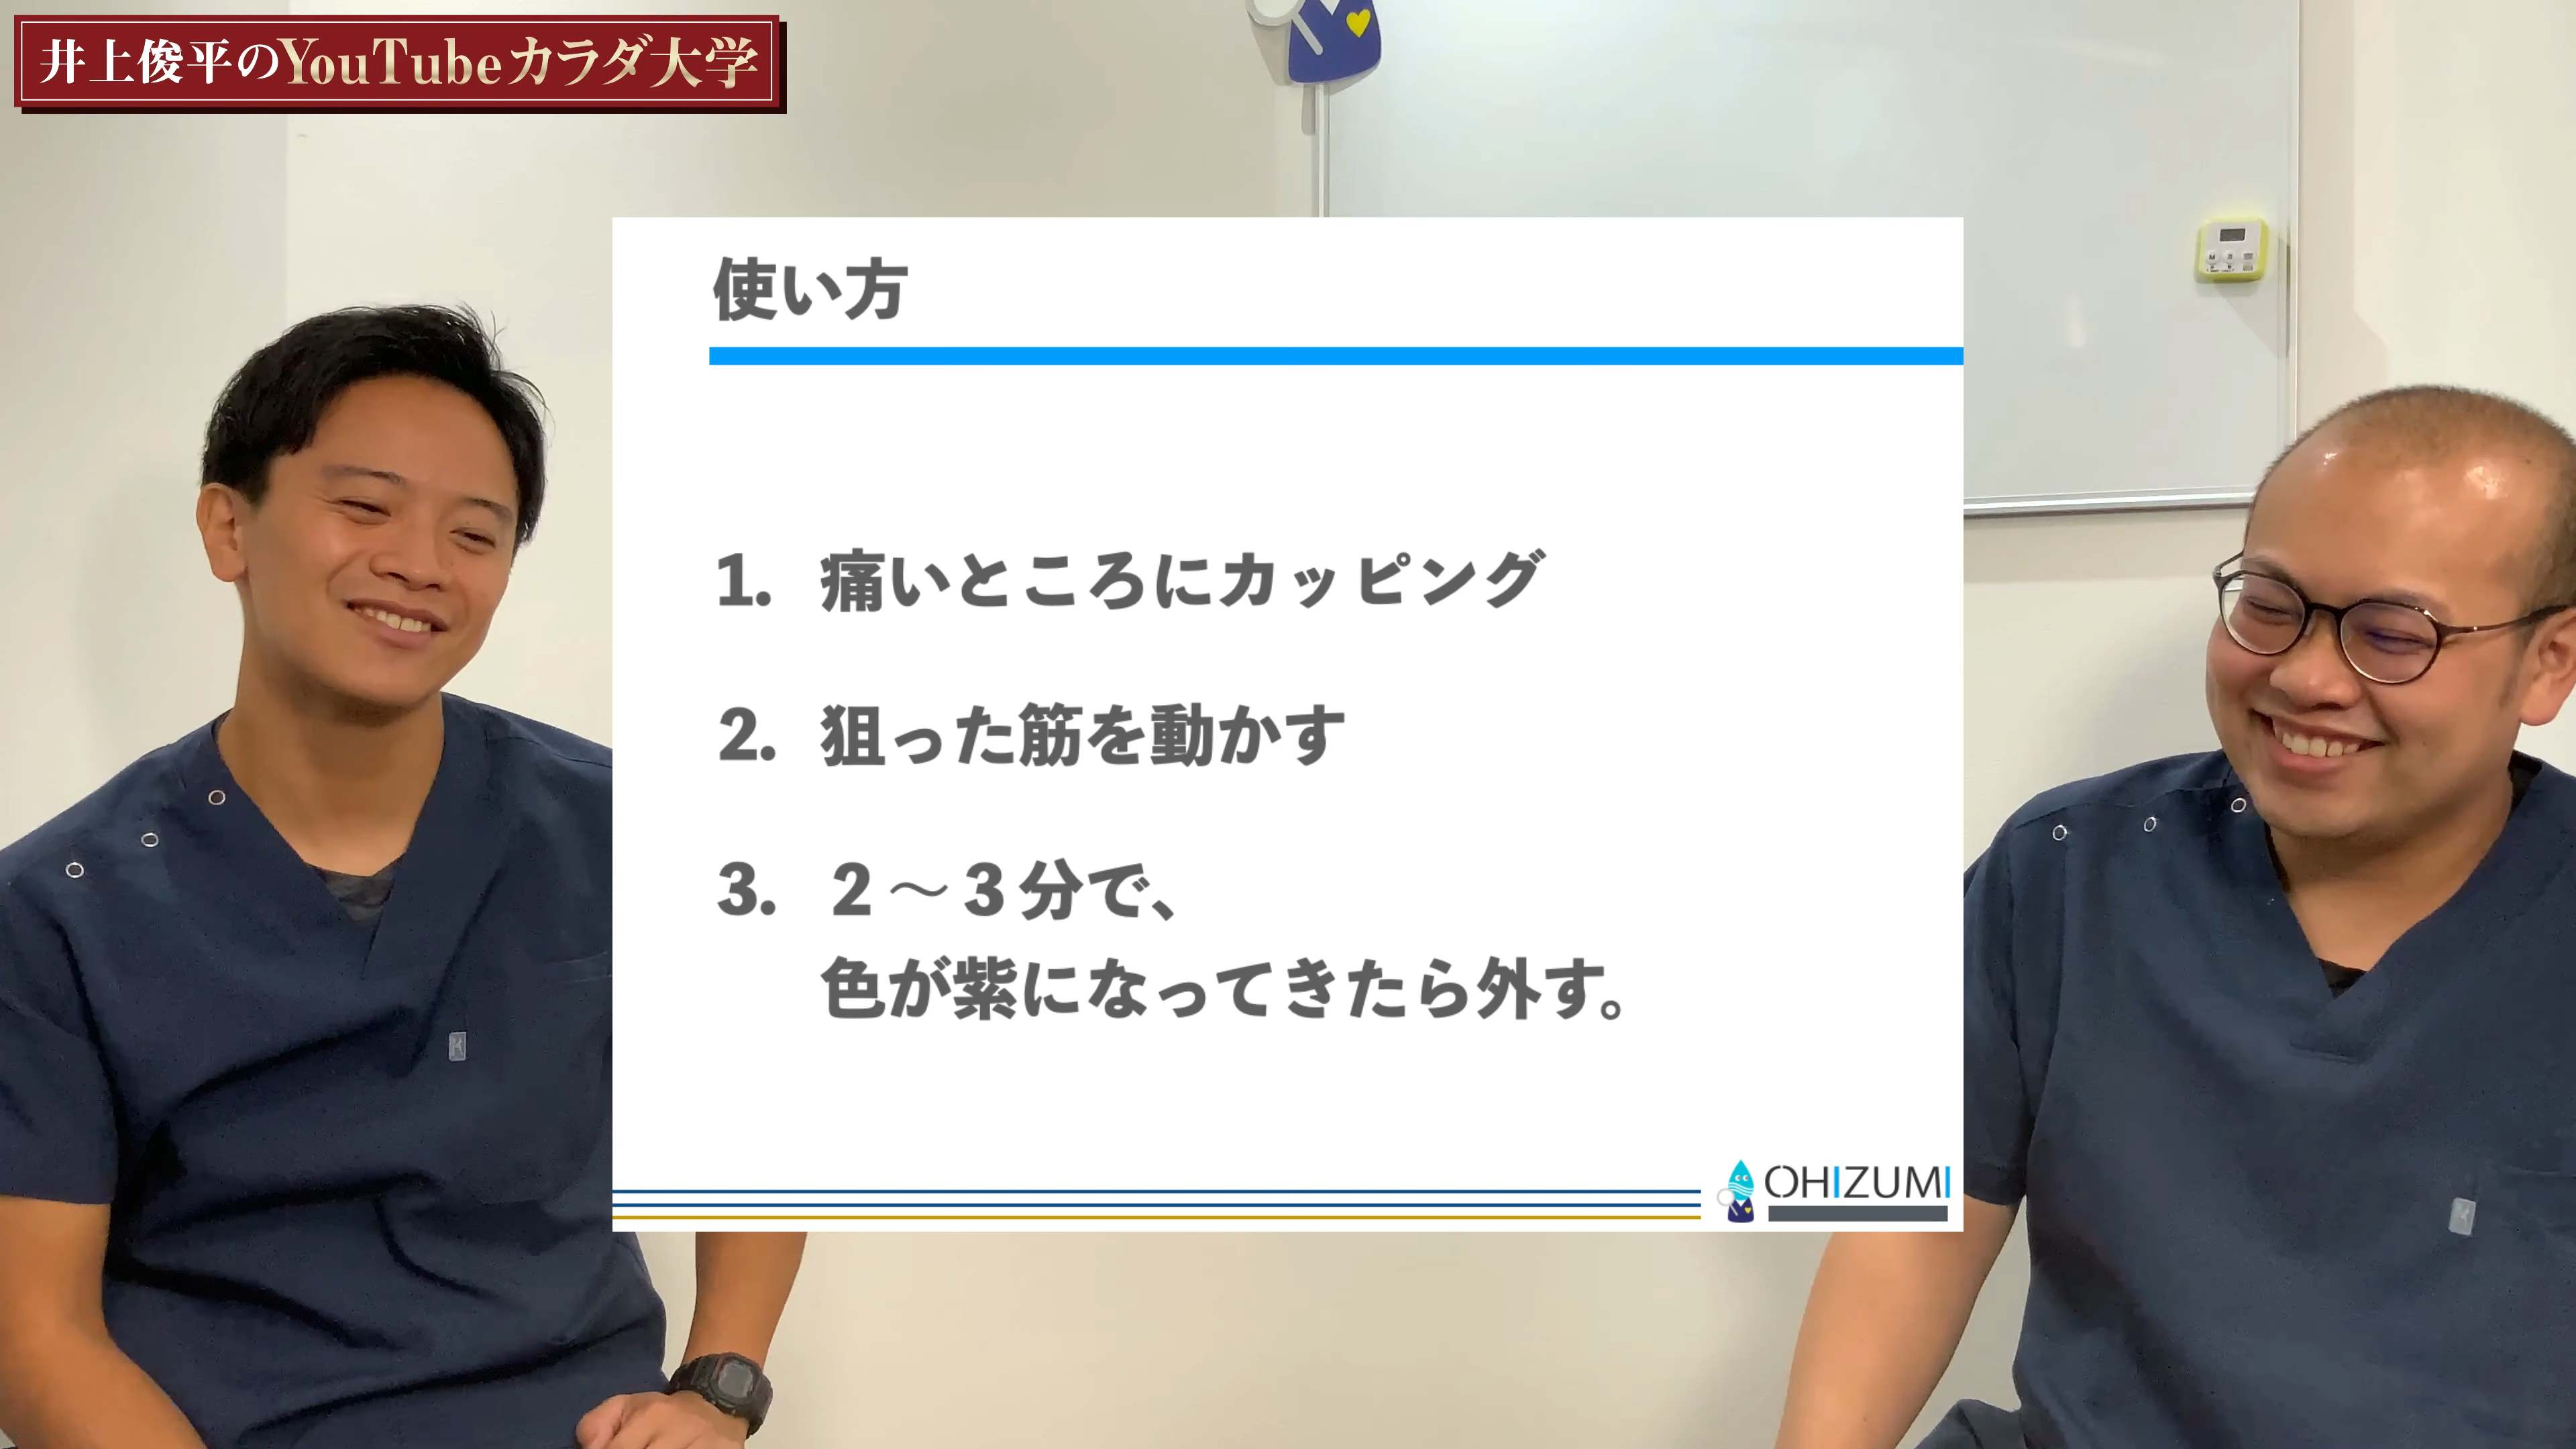 井上俊平のYouTubeカラダ大学
使い方
1. 痛いところにカッピング
2. 狙った筋を動かす
3. 2～3分で、
色が紫になってきたら外す。
OHIZUMI